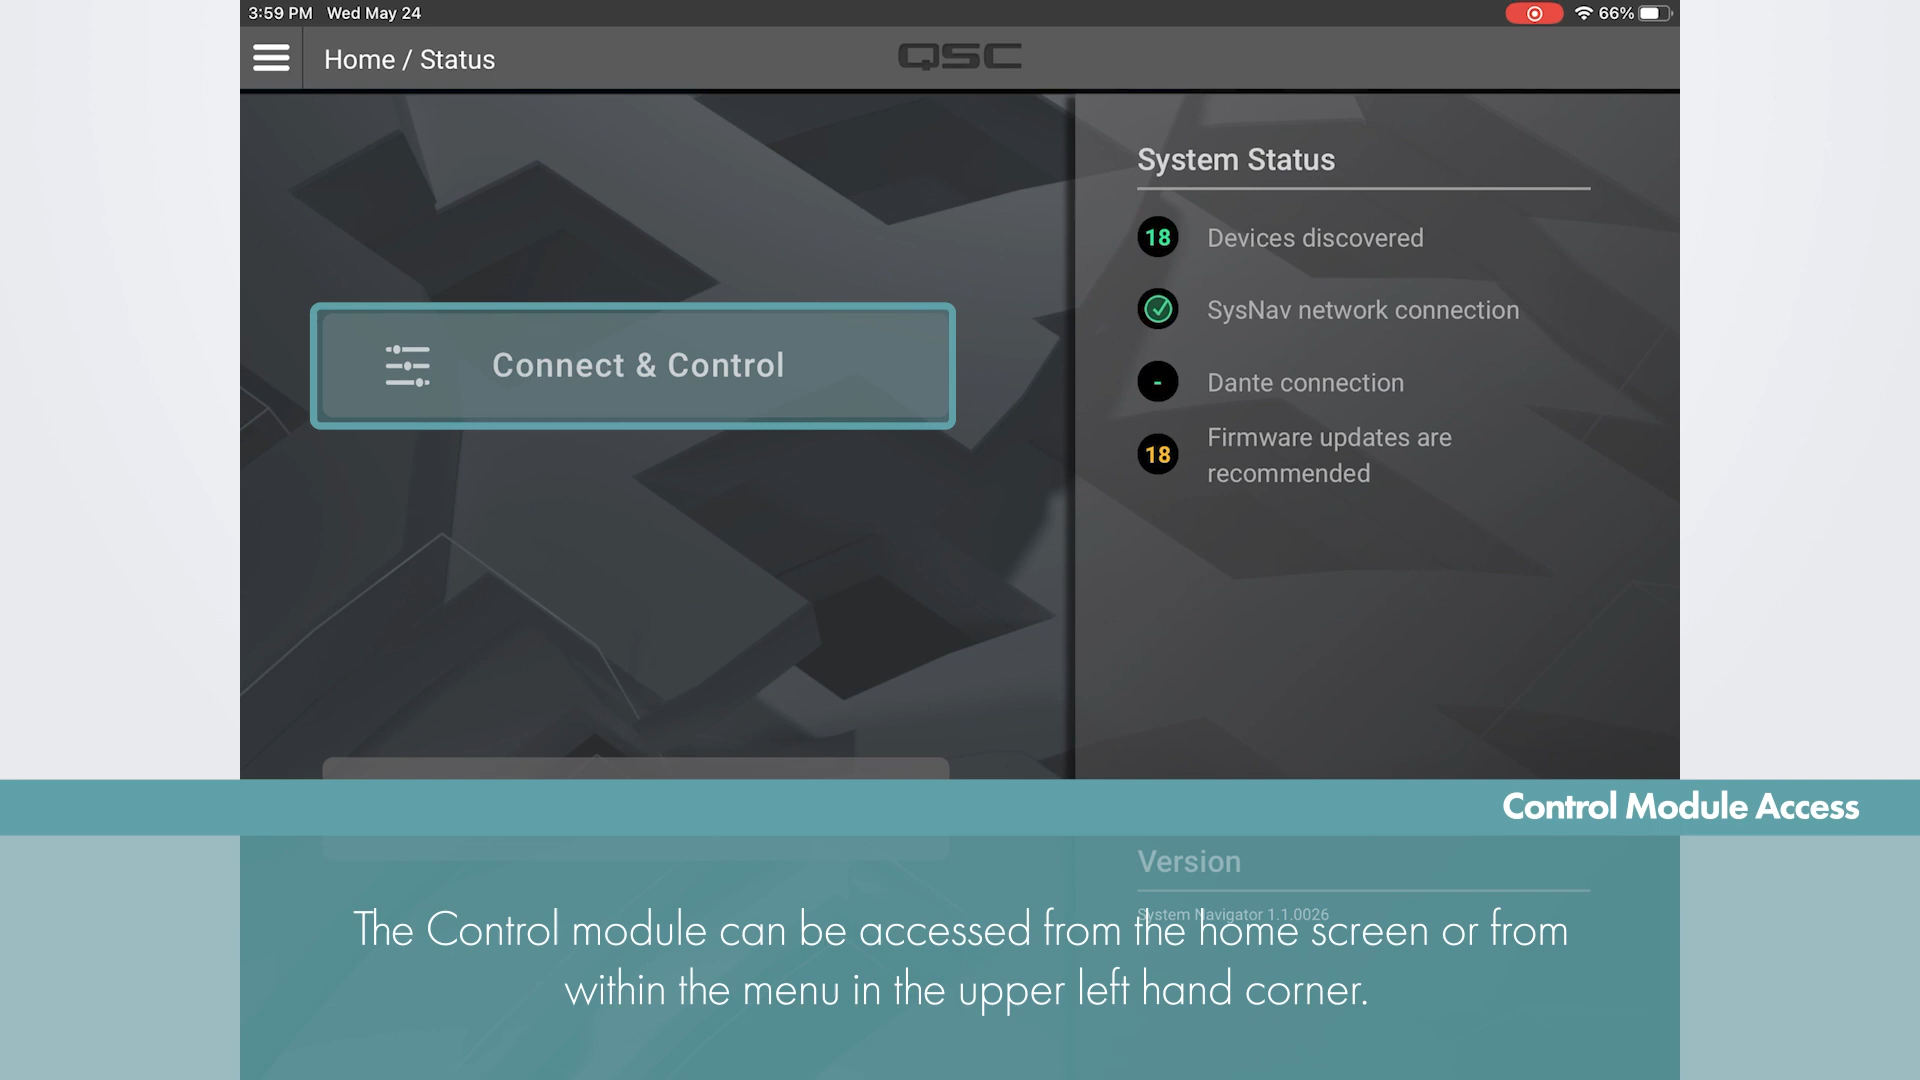 3:59 PM Wed May 24
66%
Home / Status
QSC
System Status
18 Devices discovered
SysNav network connection
- Dante connection
18 Firmware updates are
recommended
Connect & Control
Control Module Access
Version
System Navigator 1.1.0026
The Control module can be accessed from the home screen or from
within the menu in the upper left hand corner.